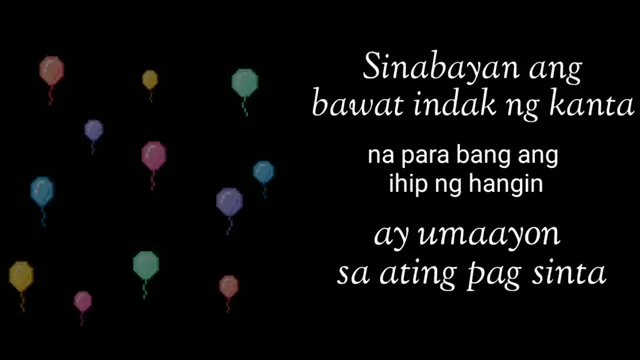 Sinabayan ang
bawat indak ng kanta
na para bang ang
ihip ng hangin
ay umaayon
sa ating pag sinta